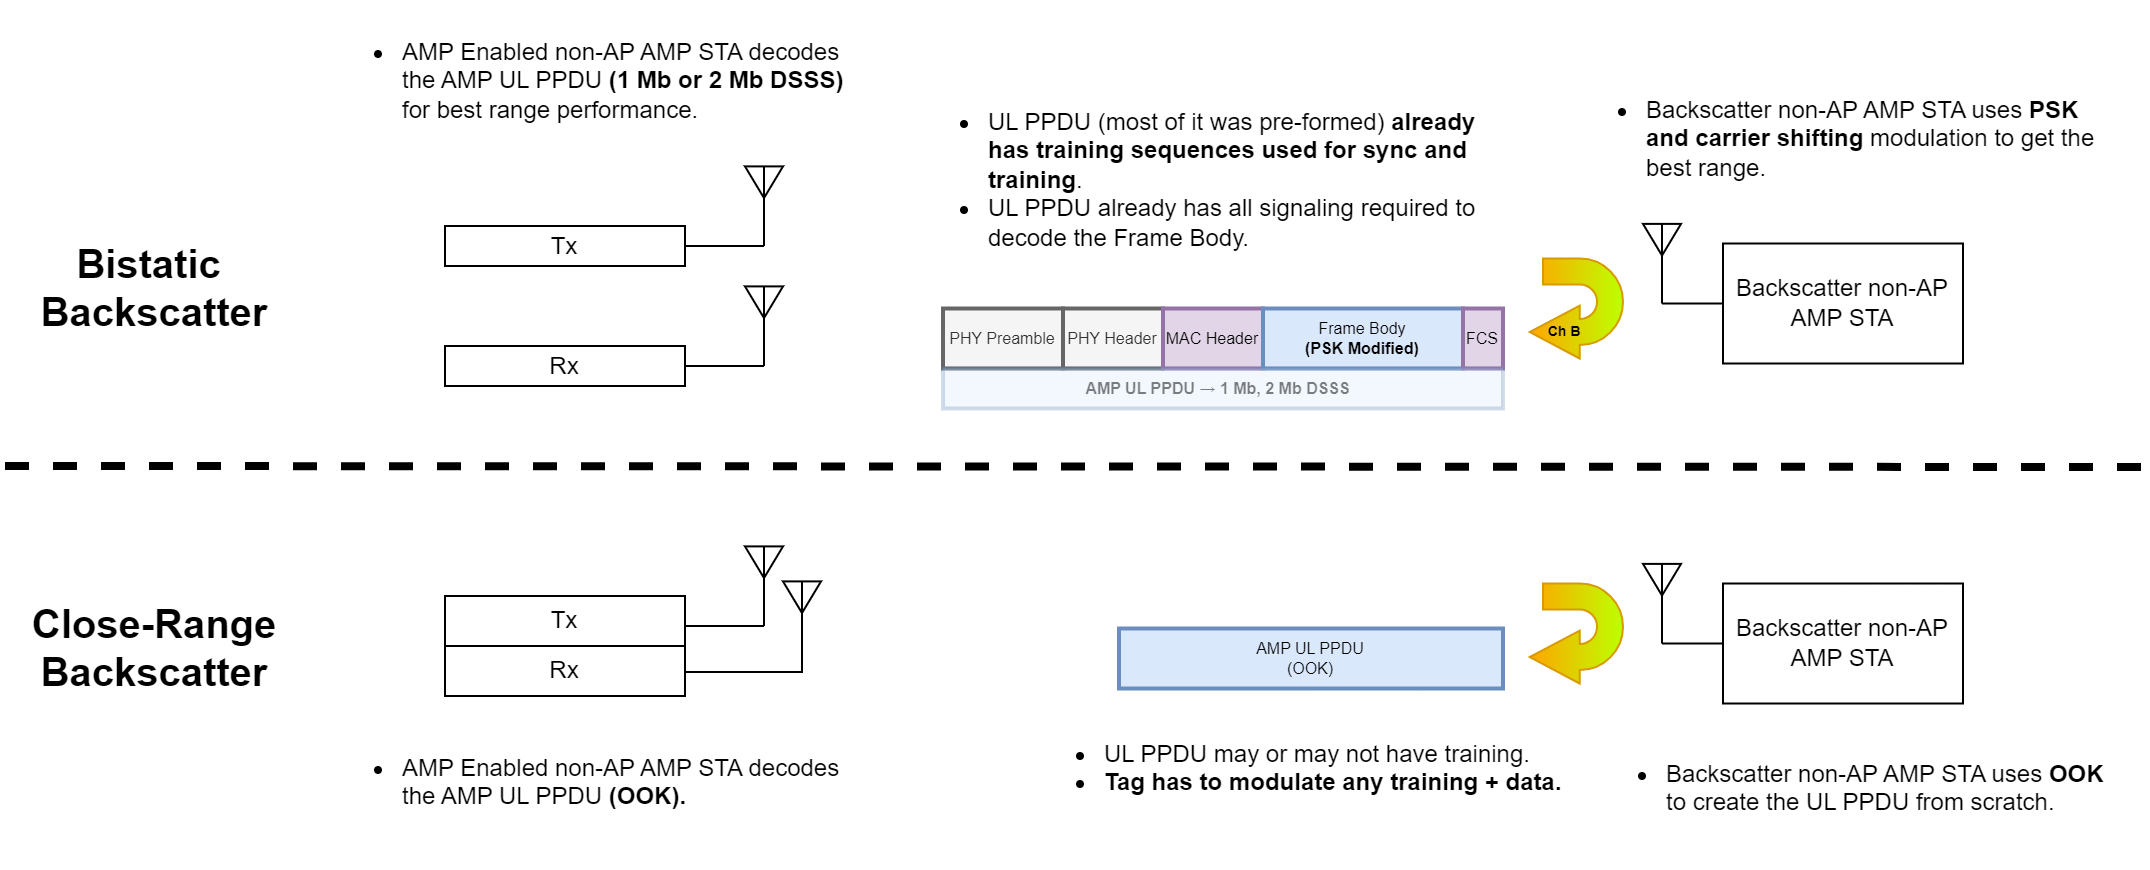 • AMP Enabled non-AP AMP STA decodes
the AMP UL PPDU (1 Mb or 2 Mb DSSS)
for best range performance.
• UL PPDU (most of it was pre-formed) already
has training sequences used for sync and
training.
• UL PPDU already has all signaling required to
decode the Frame Body.
• Backscatter non-AP AMP STA uses PSK
and carrier shifting modulation to get the
best range.
Bistatic
Backscatter
Tx
Rx
PHY Preamble
PHY Header
MAC Header
Frame Body
(PSK Modified)
FCS
AMP UL PPDU → 1 Mb, 2 Mb DSSS
Ch B
Backscatter non-AP
AMP STA
Close-Range
Backscatter
Tx
Rx
AMP UL PPDU
(OOK)
Backscatter non-AP
AMP STA
• AMP Enabled non-AP AMP STA decodes
the AMP UL PPDU (OOK).
• UL PPDU may or may not have training.
• Tag has to modulate any training + data.
• Backscatter non-AP AMP STA uses OOK
to create the UL PPDU from scratch.